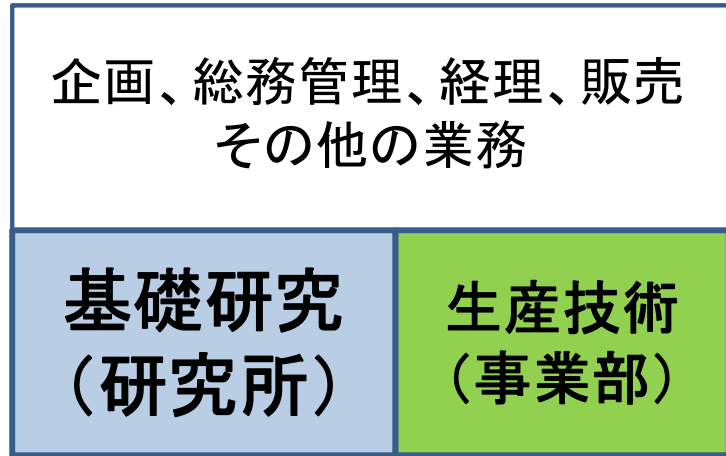 企画、総務管理、経理、販売
その他の業務
基礎研究
（研究所）
生産技術
（事業部）